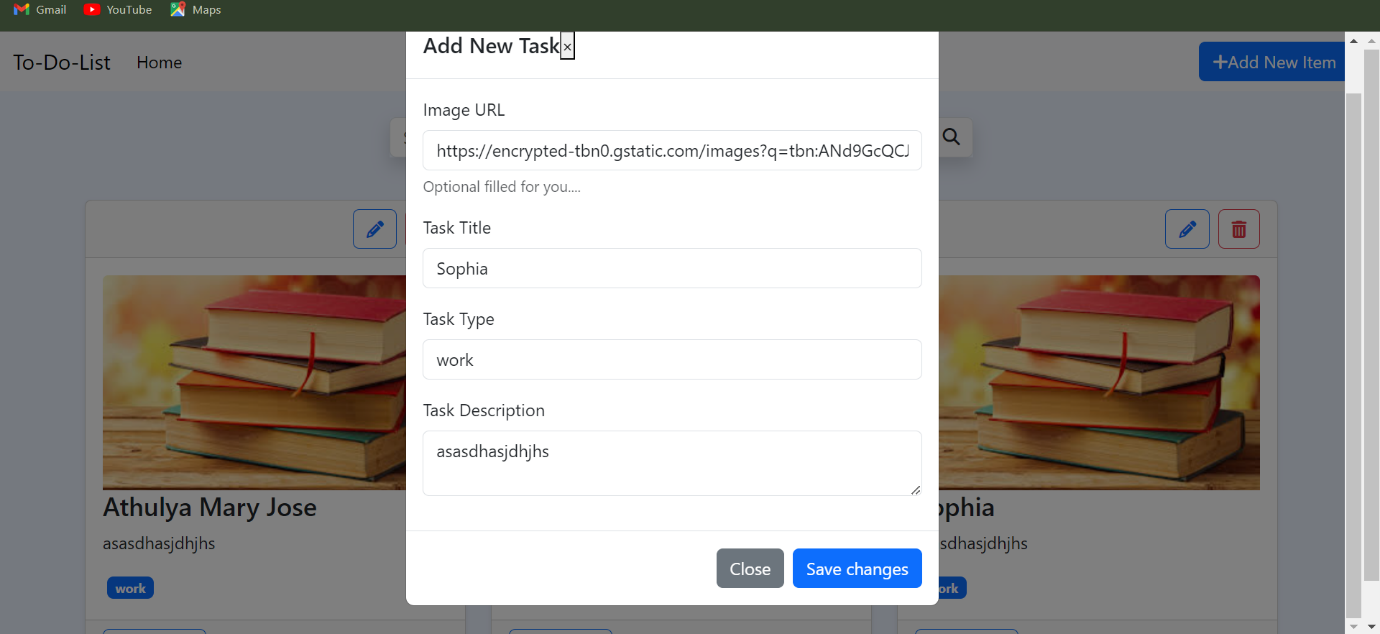 Gmail YouTube Maps
To-Do-List Home
Add New Task×
Add New Item
Image URL
https://encrypted-tbn0.gstatic.com/images?q=tbn:ANd9GcQCJ
Optional filled for you....
Task Title
Sophia
Task Type
work
Task Description
asasdhasjdhjhs
Athulya Mary Jose
ophia
asasdhasjdhjhs
sdhasjdhjhs
work
ork
Close Save changes